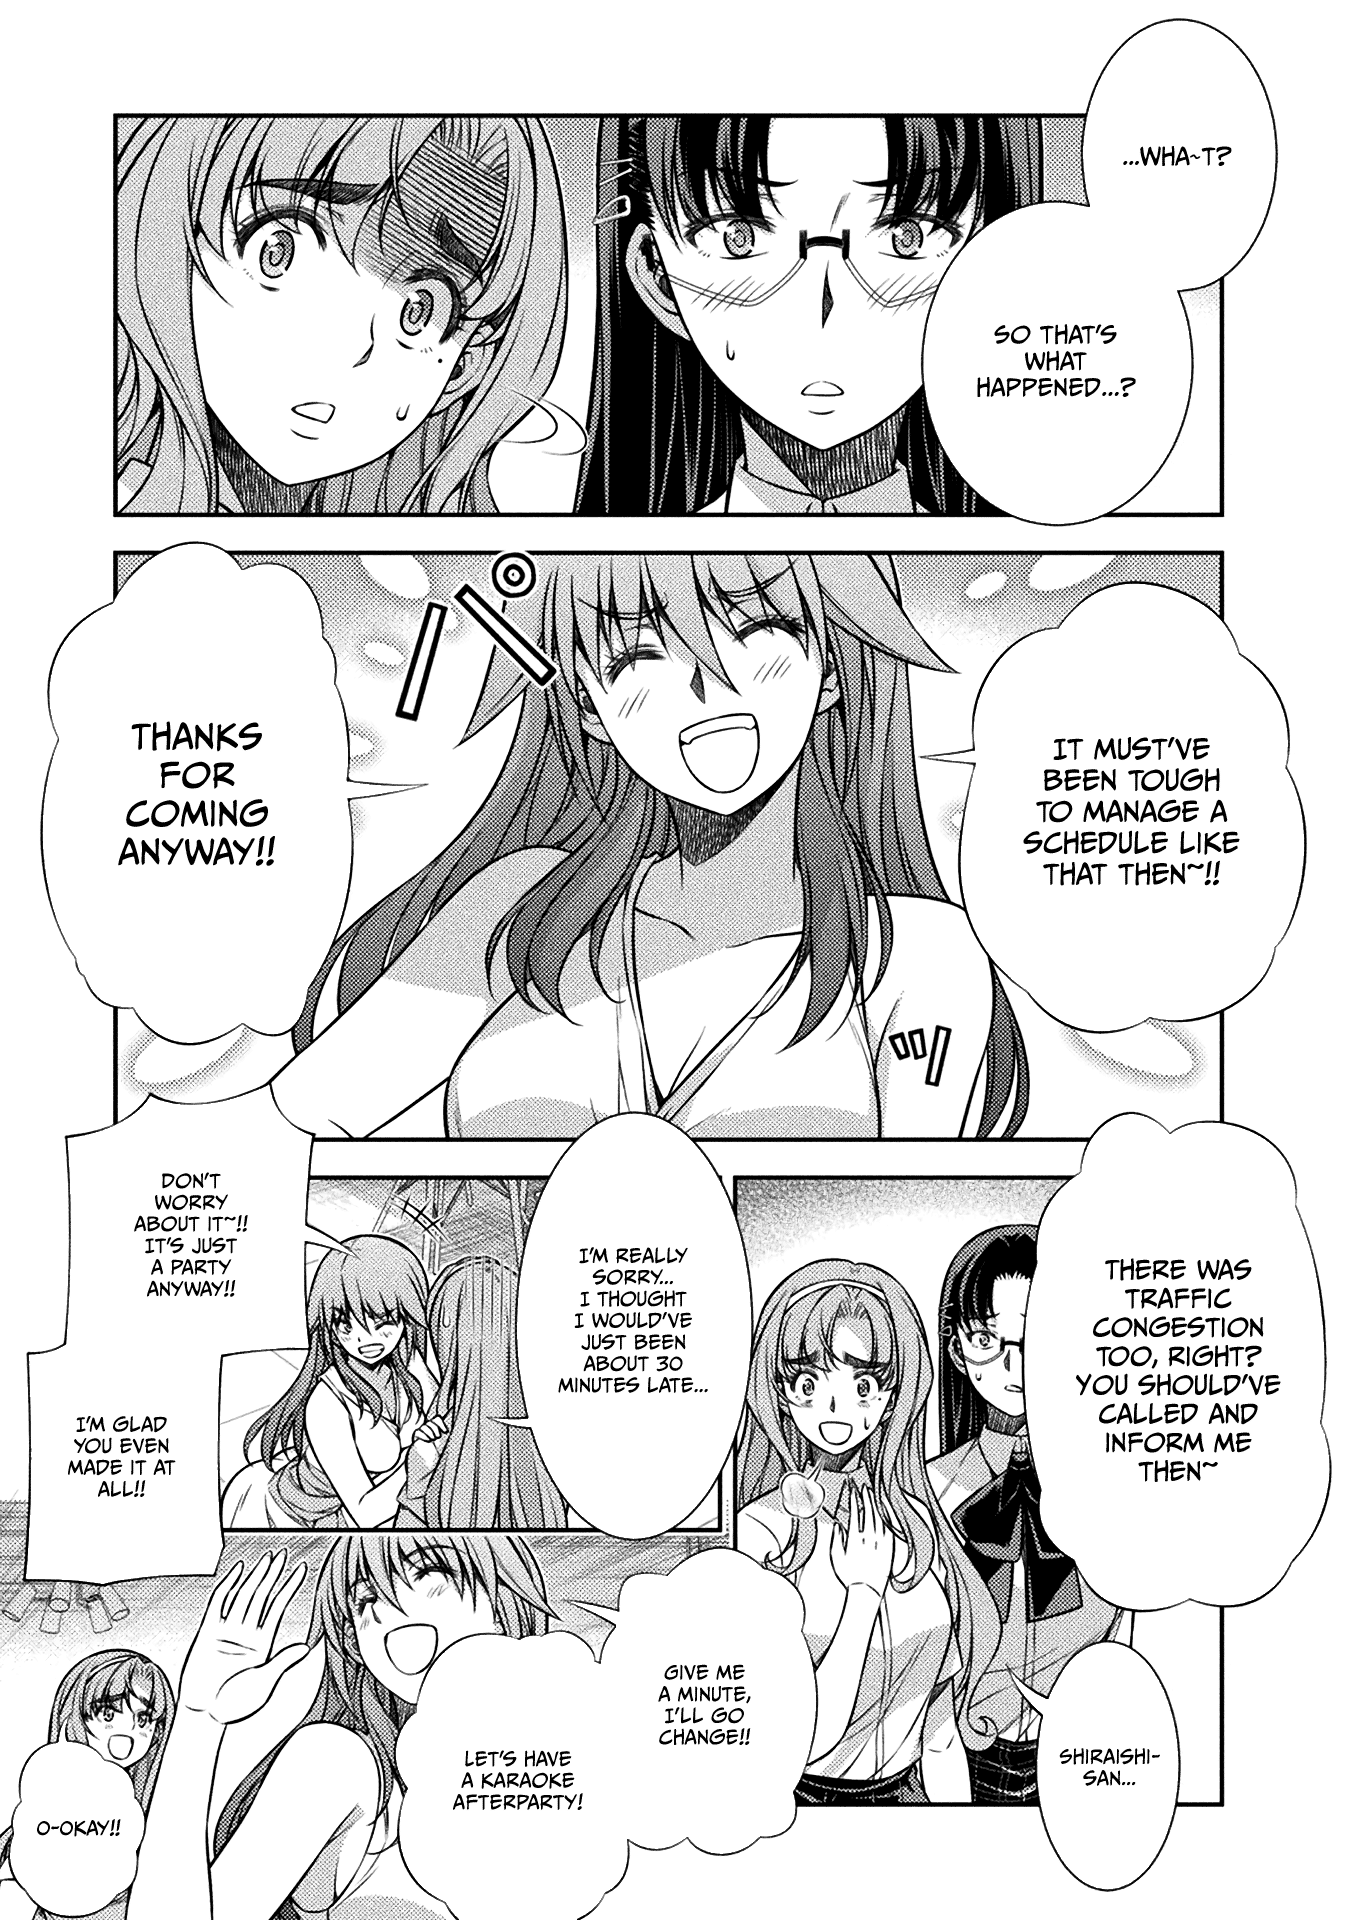 ...WHA~T?
SO THAT'S
WHAT
HAPPENED...?
パッ
IT MUST'VE
BEEN TOUGH
TO MANAGE A
SCHEDULE LIKE
THAT THEN~!!
THANKS
FOR
COMING
ANYWAY!!
THERE WAS
TRAFFIC
CONGESTION
TOO, RIGHT?
YOU SHOULD'VE
CALLED AND
INFORM ME
THEN~
SHIRAISHI-
SAN...
I'M REALLY
SORRY...
I THOUGHT
I WOULD'VE
JUST BEEN
ABOUT 30
MINUTES LATE...
DON'T
WORRY
ABOUT IT~!!
IT'S JUST
A PARTY
ANYWAY!!
I'M GLAD
YOU EVEN
MADE IT AT
ALL!!
GIVE ME
A MINUTE,
I'LL GO
CHANGE!!
LET'S HAVE
A KARAOKE
AFTERPARTY!
O-OKAY!!